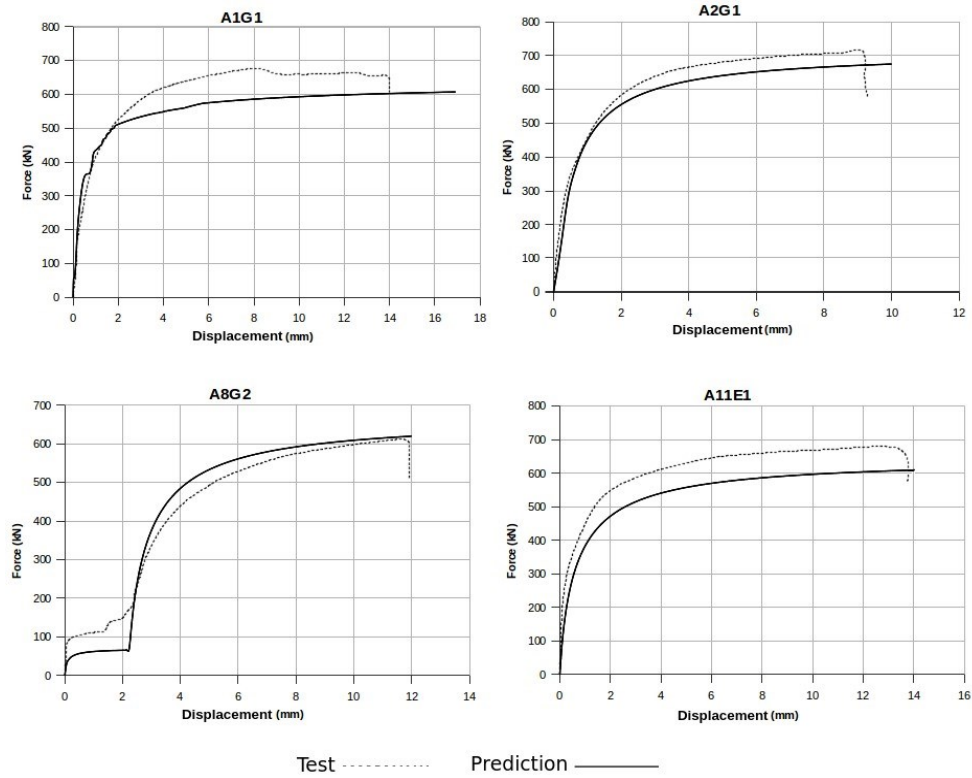 A1G1
800
700
600
500
400
300
200
100
0
Force (kN)
0 2 4 6 8 10 12 14 16 18
Displacement (mm)
A2G1
800
700
600
500
400
300
200
100
0
Force (kN)
0 2 4 6 8 10 12
Displacement (mm)
A8G2
700
600
500
400
300
200
100
0
Force (kN)
0 2 4 6 8 10 12 14
Displacement (mm)
A11E1
800
700
600
500
400
300
200
100
0
Force (kN)
0 2 4 6 8 10 12 14 16
Displacement (mm)
Test Prediction